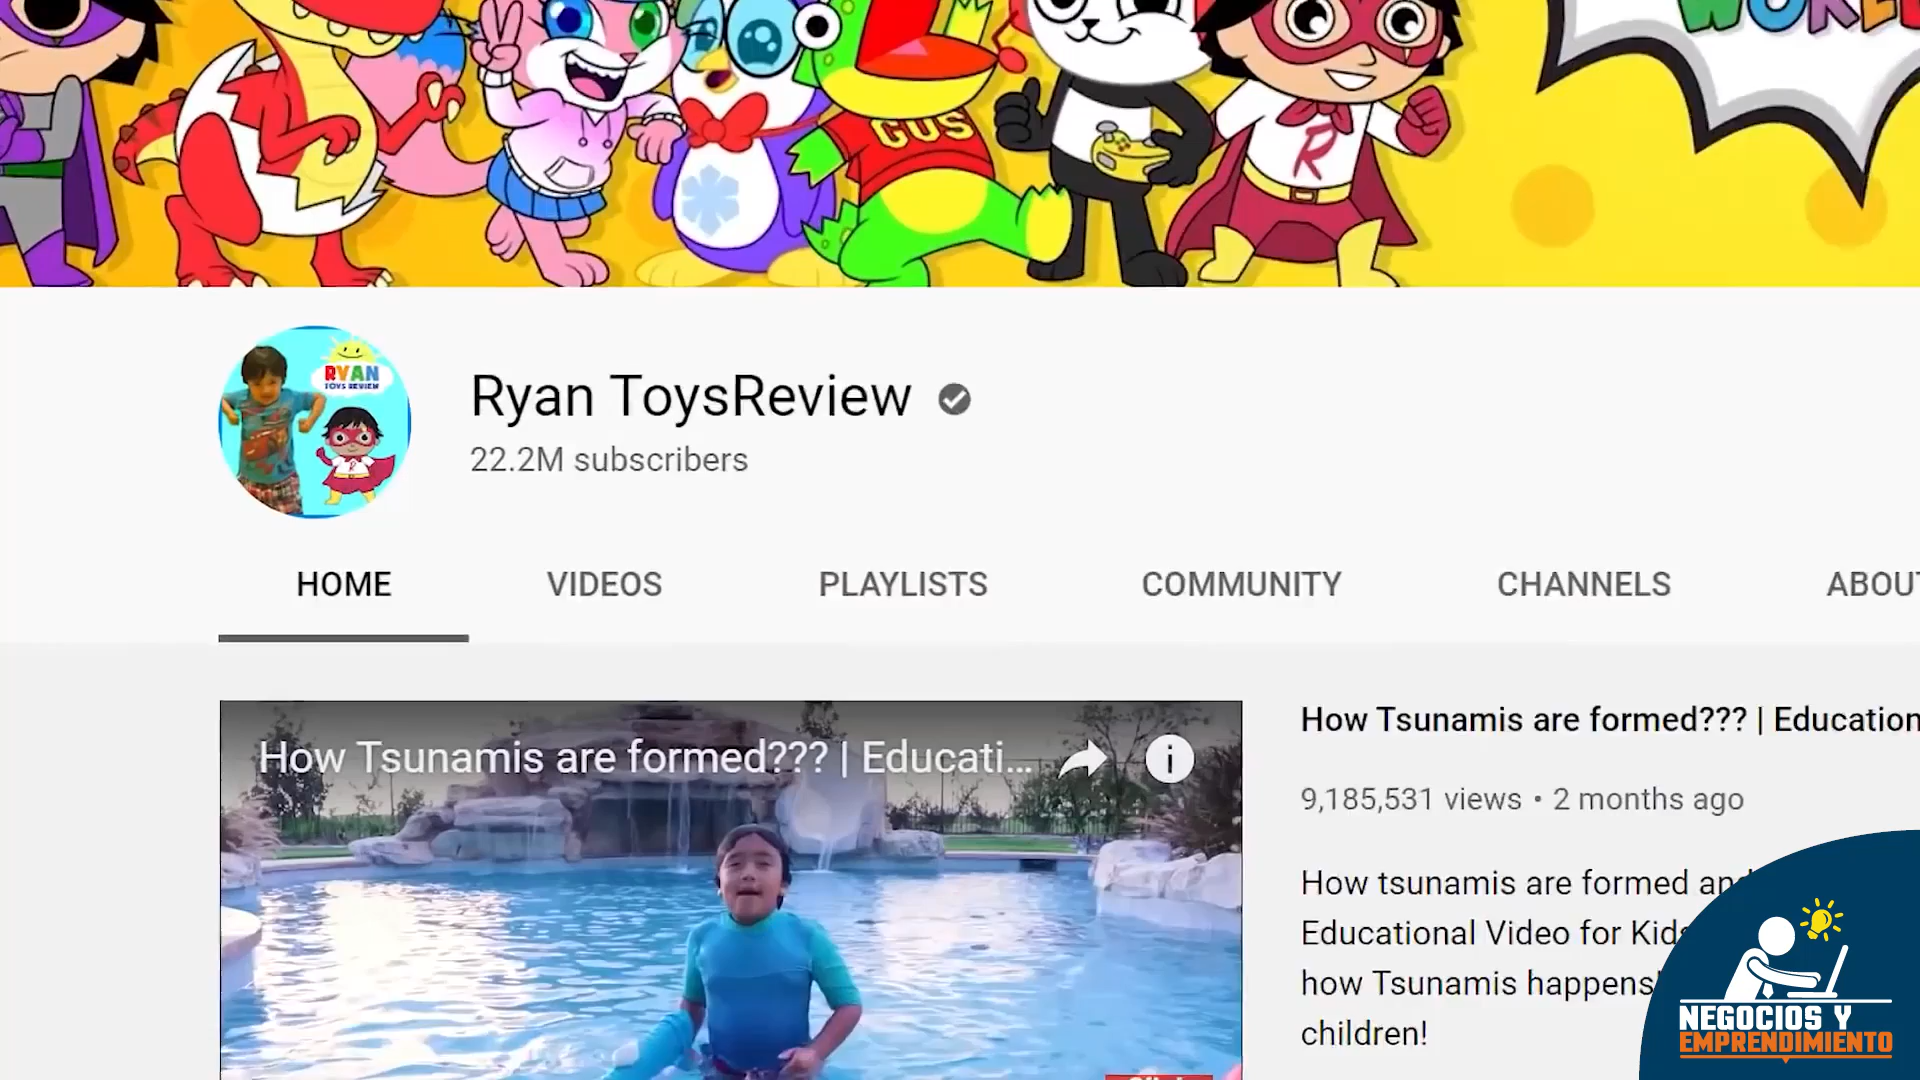 GUS
R
RYAN
TOYS REVIEW
Ryan ToysReview
22.2M subscribers
HOME
VIDEOS
PLAYLISTS
COMMUNITY
CHANNELS
How Tsunamis are formed??? | Educati...
How Tsunamis are formed??? |
9,185,531 views • 2 months ago
How tsunamis are formed
Educational Video for
how Tsunamis happens
children!
NEGOCIOS Y
EMPRENDIMIENTO